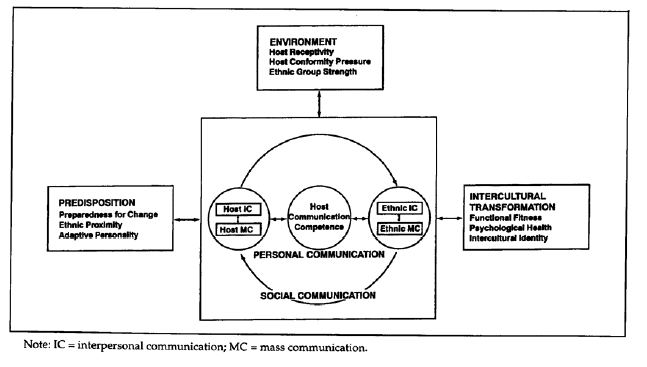 ENVIRONMENT
Host Receptivity
Host Conformity Pressure
Ethnic Group Strength
PREDISPOSITION
Preparedness for Change
Ethnic Proximity
Adaptive Personality
Host IC
Host MC
Host
Communication
Competence
Ethnic IC
Ethnic MC
PERSONAL COMMUNICATION
SOCIAL COMMUNICATION
INTERCULTURAL
TRANSFORMATION
Functional Fitness
Psychological Health
Intercultural Identity
Note: IC = interpersonal communication; MC = mass communication.